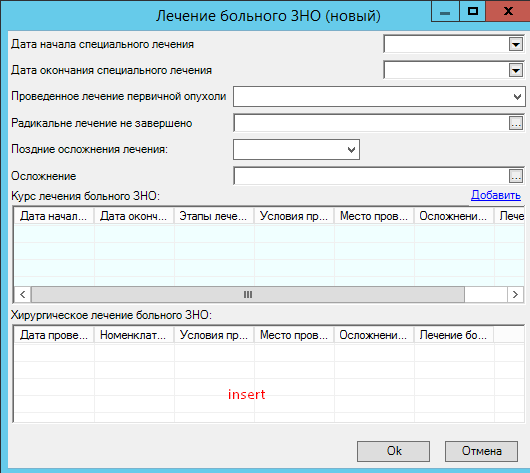 Лечение больного ЗНО (новый)
Дата начала специального лечения
Дата окончания специального лечения
Проведенное лечение первичной опухоли
Радикальне лечение не завершено
...
Поздние осложнения лечения:
Осложнение
...
Курс лечения больного ЗНО: Добавить
Дата начал... Дата оконч... Этапы лече... Условия пр... Место пров... Осложнени... Лече
Хирургическое лечение больного ЗНО:
Дата прове... Номенклат... Условия пр... Место пров... Осложнени... Лечение бо...
insert
Ok Отмена